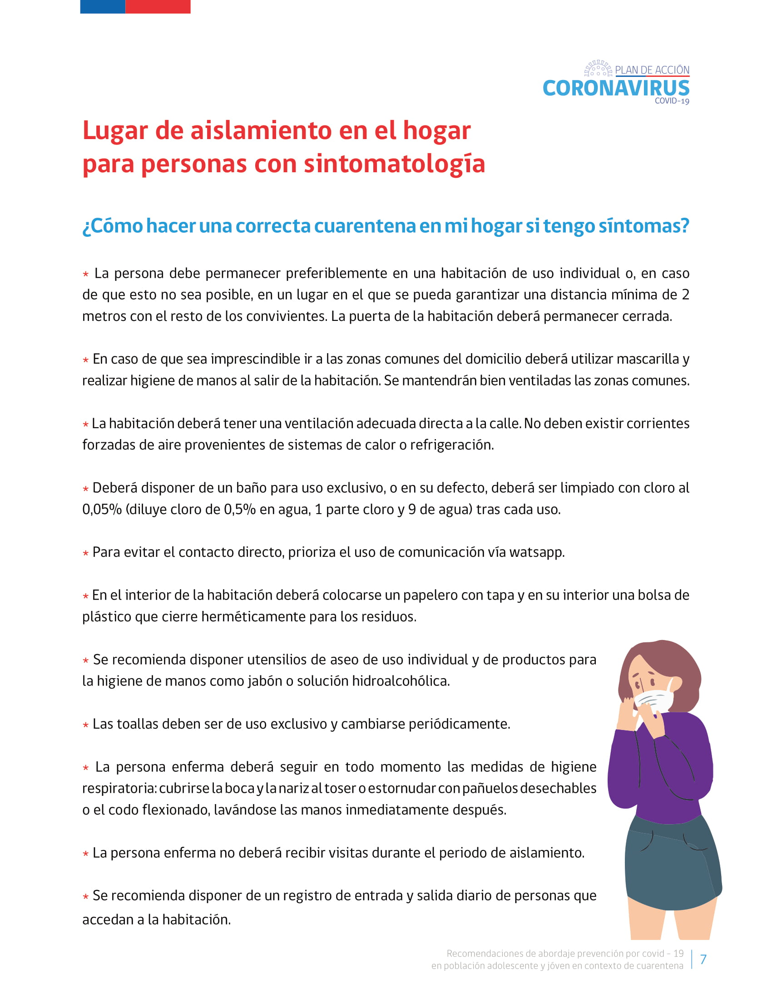 PLAN DE ACCIÓN
CORONAVIRUS
COVID-19
Lugar de aislamiento en el hogar
para personas con sintomatología
¿Cómo hacer una correcta cuarentena en mi hogar si tengo síntomas?
* La persona debe permanecer preferiblemente en una habitación de uso individual o, en caso
de que esto no sea posible, en un lugar en el que se pueda garantizar una distancia mínima de 2
metros con el resto de los convivientes. La puerta de la habitación deberá permanecer cerrada.
* En caso de que sea imprescindible ir a las zonas comunes del domicilio deberá utilizar mascarilla y
realizar higiene de manos al salir de la habitación. Se mantendrán bien ventiladas las zonas comunes.
* La habitación deberá tener una ventilación adecuada directa a la calle. No deben existir corrientes
forzadas de aire provenientes de sistemas de calor o refrigeración.
* Deberá disponer de un baño para uso exclusivo, o en su defecto, deberá ser limpiado con cloro al
0,05% (diluye cloro de 0,5% en agua, 1 parte cloro y 9 de agua) tras cada uso.
* Para evitar el contacto directo, prioriza el uso de comunicación vía watsapp.
* En el interior de la habitación deberá colocarse un papelero con tapa y en su interior una bolsa de
plástico que cierre herméticamente para los residuos.
* Se recomienda disponer utensilios de aseo de uso individual y de productos para
la higiene de manos como jabón o solución hidroalcohólica.
* Las toallas deben ser de uso exclusivo y cambiarse periódicamente.
* La persona enferma deberá seguir en todo momento las medidas de higiene
respiratoria: cubrirse la boca y la nariz al toser o estornudar con pañuelos desechables
o el codo flexionado, lavándose las manos inmediatamente después.
* La persona enferma no deberá recibir visitas durante el periodo de aislamiento.
* Se recomienda disponer de un registro de entrada y salida diario de personas que
accedan a la habitación.
Recomendaciones de abordaje prevención por covid - 19
en población adolescente y jóven en contexto de cuarentena
7